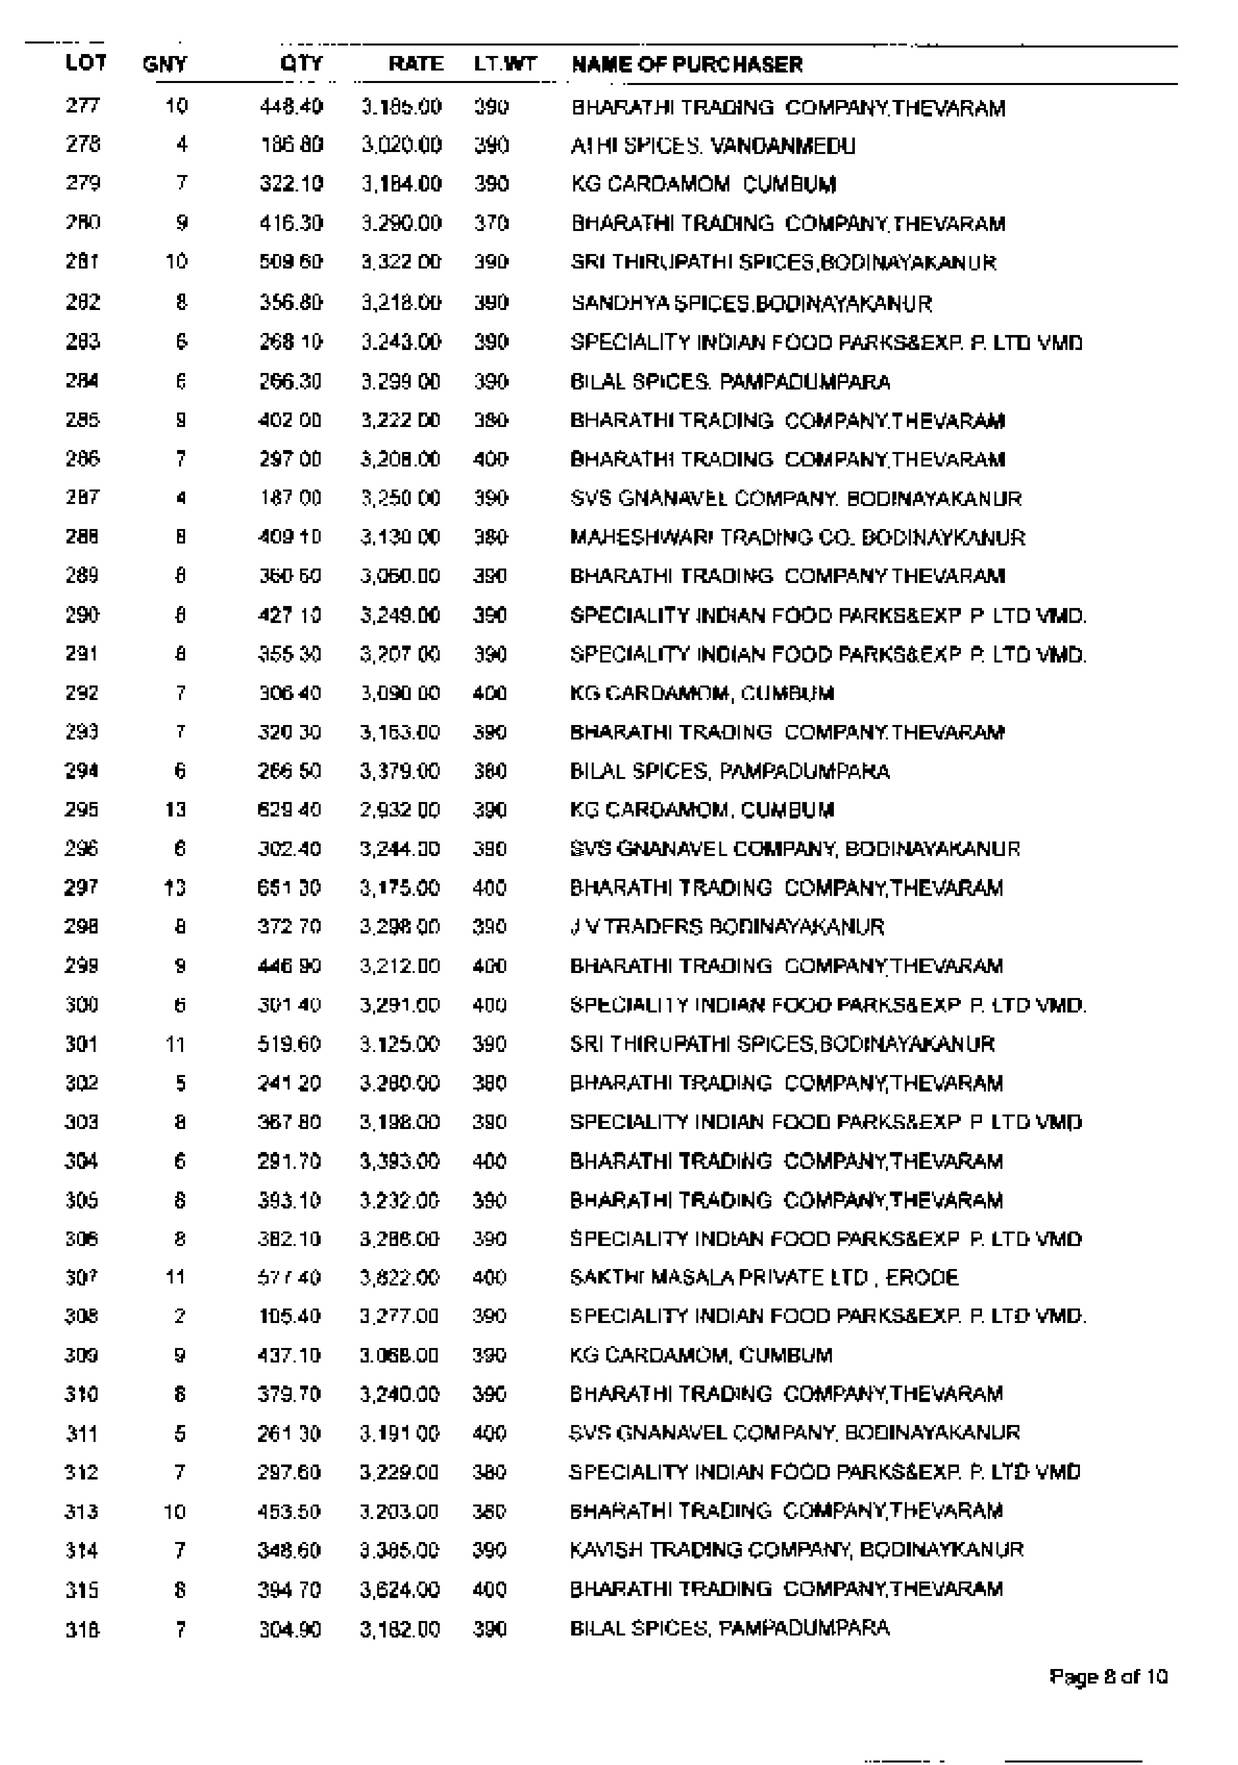 LOT GNY QTY RATE LT.WT NAME OF PURCHASER
277 10 448.40 3,185.00 390 BHARATHI TRADING COMPANY,THEVARAM
278 4 186.80 3,020.00 390 ATHI SPICES, VANDANMEDU
279 7 322.10 3,184.00 390 KG CARDAMOM, CUMBUM
280 9 416.30 3,290.00 370 BHARATHI TRADING COMPANY,THEVARAM
281 10 509.60 3,322.00 390 SRI THIRUPATHI SPICES,BODINAYAKANUR
282 8 356.80 3,218.00 390 SANDHYA SPICES,BODINAYAKANUR
283 6 268.10 3,243.00 390 SPECIALITY INDIAN FOOD PARKS&EXP. P. LTD VMD
284 6 266.30 3,299.00 390 BILAL SPICES, PAMPADUMPARA
285 9 402.00 3,222.00 380 BHARATHI TRADING COMPANY,THEVARAM
286 7 297.00 3,208.00 400 BHARATHI TRADING COMPANY,THEVARAM
287 4 187.00 3,250.00 390 SVS GNANAVEL COMPANY, BODINAYAKANUR
288 8 409.10 3,130.00 380 MAHESHWARI TRADING CO. BODINAYKANUR
289 8 3,060.00 390 BHARATHI TRADING COMPANY,THEVARAM
290 8 427.10 3,249.00 390 SPECIALITY INDIAN FOOD PARKS&EXP. P. LTD VMD.
291 8 355.30 3,207.00 390 SPECIALITY INDIAN FOOD PARKS&EXP. P. LTD VMD.
292 7 306.40 3,090.00 400 KG CARDAMOM, CUMBUM
293 7 320.30 3,163.00 390 BHARATHI TRADING COMPANY,THEVARAM
294 6 266.50 3,379.00 380 BILAL SPICES, PAMPADUMPARA
295 13 629.40 2,932.00 390 KG CARDAMOM, CUMBUM
296 6 302.40 3,244.00 390 SVS GNANAVEL COMPANY, BODINAYAKANUR
297 13 651.30 3,175.00 400 BHARATHI TRADING COMPANY,THEVARAM
298 8 372.70 3,298.00 390 J V TRADERS BODINAYAKANUR
299 9 446.90 3,212.00 400 BHARATHI TRADING COMPANY,THEVARAM
300 6 301.40 3,291.00 400 SPECIALITY INDIAN FOOD PARKS&EXP. P. LTD VMD.
301 11 519.60 3,125.00 390 SRI THIRUPATHI SPICES,BODINAYAKANUR
302 5 241.20 3,280.00 380 BHARATHI TRADING COMPANY,THEVARAM
303 8 367.80 3,198.00 390 SPECIALITY INDIAN FOOD PARKS&EXP. P. LTD VMD
304 6 291.70 3,393.00 400 BHARATHI TRADING COMPANY,THEVARAM
305 8 393.10 3,232.00 390 BHARATHI TRADING COMPANY,THEVARAM
306 8 382.10 3,288.00 390 SPECIALITY INDIAN FOOD PARKS&EXP. P. LTD VMD
307 11 577.40 3,822.00 400 SAKTHI MASALA PRIVATE LTD , ERODE
308 2 105.40 3,277.00 390 SPECIALITY INDIAN FOOD PARKS&EXP. P. LTD VMD.
309 9 437.10 3,068.00 390 KG CARDAMOM, CUMBUM
310 8 379.70 3,240.00 390 BHARATHI TRADING COMPANY,THEVARAM
311 5 261.30 3,191.00 400 SVS GNANAVEL COMPANY, BODINAYAKANUR
312 7 297.60 3,229.00 380 SPECIALITY INDIAN FOOD PARKS&EXP. P. LTD VMD
313 10 453.50 3,203.00 BHARATHI TRADING COMPANY,THEVARAM
314 7 348.60 3,385.00 390 KAVISH TRADING COMPANY, BODINAYKANUR
315 8 394.70 3,624.00 400 BHARATHI TRADING COMPANY,THEVARAM
316 7 304.90 3,182.00 390 BILAL SPICES, PAMPADUMPARA
Page 8 of 10